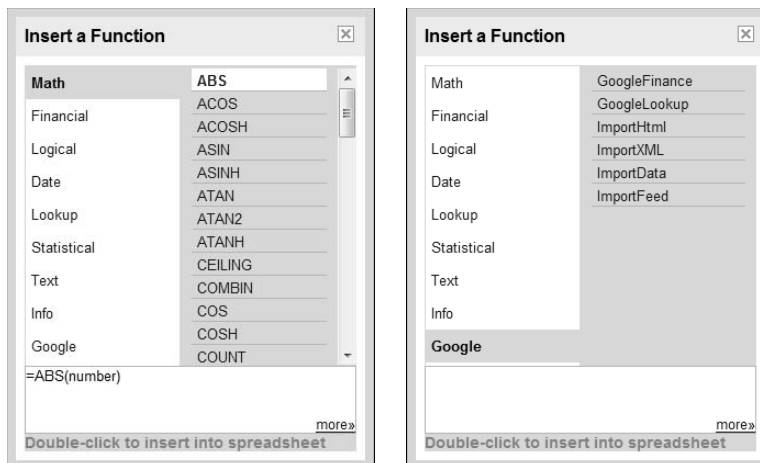 Insert a Function
Math
Financial
Logical
Date
Lookup
Statistical
Text
Info
Google
ABS
ACOS
ACOSH
ASIN
ASINH
ATAN
ATAN2
ATANH
CEILING
COMBIN
COS
COSH
COUNT
=ABS(number)
more»
Double-click to insert into spreadsheet
Insert a Function
Math
Financial
Logical
Date
Lookup
Statistical
Text
Info
Google
GoogleFinance
GoogleLookup
ImportHtml
ImportXML
ImportData
ImportFeed
more»
Double-click to insert into spreadsheet